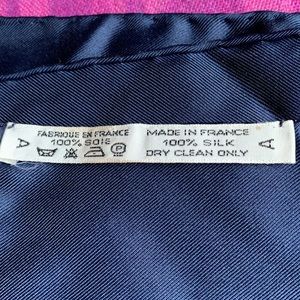 A
FABRIQUE EN FRANCE
100% SOIE
P
MADE IN FRANCE
100% SILK
DRY CLEAN ONLY
A